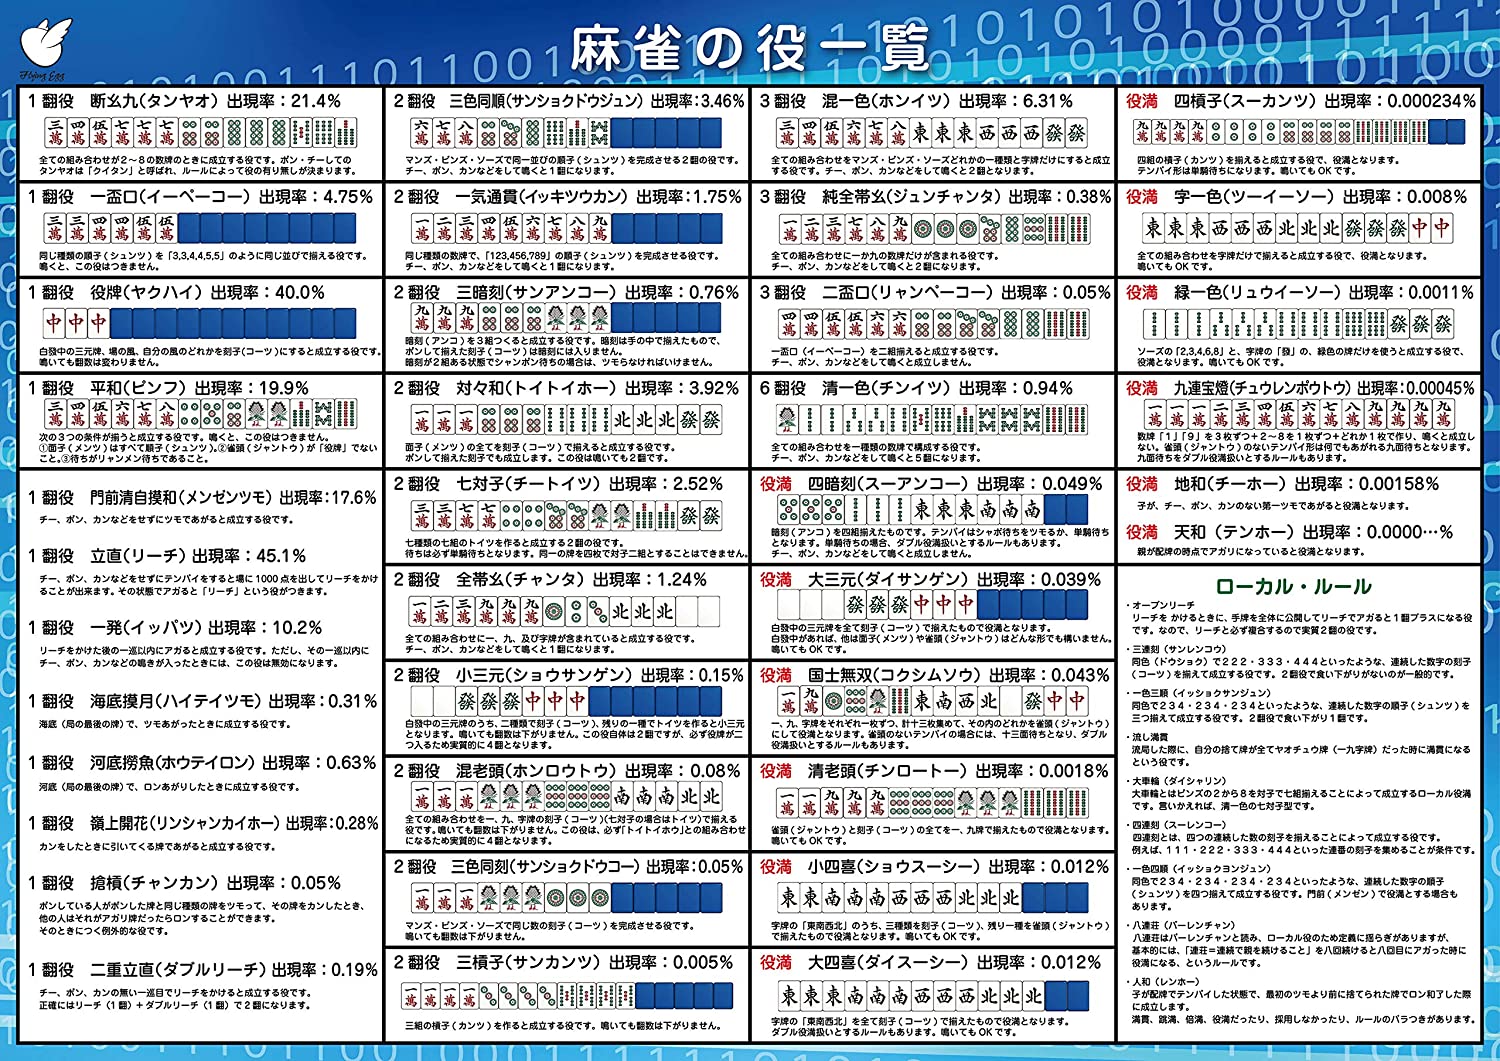 麻雀の役一覧
Flying Egg
1翻役 断幺九(タンヤオ) 出現率：21.4%
全ての組み合わせが２〜８の数牌のときに成立する役です。ポン・チーしての
タンヤオは「クイタン」と呼ばれ、ルールによって役の有り無しが決まります。
1翻役 一盃口(イーペーコー) 出現率：4.75%
同じ種類の順子(シュンツ)を「3,3,4,4,5,5」のように同じ並びで揃える役です。
鳴くと、この役はつきません。
1翻役 役牌(ヤクハイ) 出現率：40.0%
白發中の三元牌、場の風、自分の風のどれかを刻子(コーツ)にすると成立する役です。
鳴いても翻数は変わりません。
1翻役 平和(ピンフ) 出現率：19.9%
次の３つの条件が揃うと成立する役です。鳴くと、この役はつきません。
①面子(メンツ)はすべて順子(シュンツ)。②雀頭(ジャントウ)が「役牌」でない
こと。③待ちがリャンメン待ちであること。
1翻役 門前清自摸和(メンゼンツモ) 出現率：17.6%
チー、ポン、カンなどをせずにツモであがると成立する役です。
1翻役 立直(リーチ) 出現率：45.1%
チー、ポン、カンなどをせずにテンパイをすると場に1000点を出してリーチをかけ
ることが出来ます。その状態でアガると「リーチ」という役がつきます。
1翻役 一発(イッパツ) 出現率：10.2%
リーチをかけた後の一巡以内にアガると成立する役です。ただし、その一巡以内に
チー、ポン、カンなどの鳴きが入ったときには、この役は無効になります。
1翻役 海底摸月(ハイテイツモ) 出現率：0.31%
海底（局の最後の牌）で、ツモあがったときに成立する役です。
1翻役 河底撈魚(ホウテイロン) 出現率：0.63%
河底（局の最後の牌）で、ロンあがりしたときに成立する役です。
1翻役 嶺上開花(リンシャンカイホー) 出現率：0.28%
カンをしたときに引いてくる牌であがると成立する役です。
1翻役 搶槓(チャンカン) 出現率：0.05%
ポンしている人がポンした牌と同じ種類の牌をツモって、その牌をカンしたとき、
他の人はそれがアガリ牌だったらロンすることができます。
そのときにつく例外的な役です。
1翻役 二重立直(ダブルリーチ) 出現率：0.19%
チー、ポン、カンの無い一巡目でリーチをかけると成立する役です。
正確にはリーチ（1翻）＋ダブルリーチ（1翻）で２翻になります。
2翻役 三色同順(サンショクドウジュン) 出現率：3.46%
マンズ・ピンズ・ソーズで同一並びの順子(シュンツ)を完成させる２翻の役です。
チー、ポン、カンなどをして鳴くと１翻になります。
2翻役 一気通貫(イッキツウカン) 出現率：1.75%
同じ種類の数牌で、「123,456,789」の順子(シュンツ)を完成させる役です。
チー、ポン、カンなどをして鳴くと１翻になります。
2翻役 三暗刻(サンアンコー) 出現率：0.76%
暗刻(アンコ)を３組つくると成立する役です。暗刻は手の中で揃えたもので、
ポンして揃えた刻子(コーツ)は暗刻には入りません。
暗刻が２組ある状態でシャンポン待ちの場合は、ツモらなければいけません。
2翻役 対々和(トイトイホー) 出現率：3.92%
面子(メンツ)の全てを刻子(コーツ)で揃えると成立する役です。
ポンして揃えた刻子でも成立します。この役は鳴いても２翻です。
2翻役 七対子(チートイツ) 出現率：2.52%
七種類の七組のトイツを作ると成立する２翻の役です。
待ちは必ず単騎待ちとなります。同一の牌を四枚で対子二組とすることはできません。
2翻役 全帯幺(チャンタ) 出現率：1.24%
全ての組み合わせに一、九、及び字牌が含まれていると成立する役です。
チー、ポン、カンなどをして鳴くと１翻になります。
2翻役 小三元(ショウサンゲン) 出現率：0.15%
白發中の三元牌のうち、二種類で刻子(コーツ)、残りの一種でトイツを作ると小三元
となります。鳴いても翻数は下がりません。この役自体は２翻ですが、必ず役牌が二
つ入るため実質的に４翻となります。
2翻役 混老頭(ホンロウトウ) 出現率：0.08%
全ての組み合わせを一、九、字牌の刻子(コーツ)(七対子の場合はトイツ)で揃える
役です。鳴いても翻数は下がりません。この役は、必ず「トイトイホウ」との組み合わせ
になるため実質的に４翻となります。
2翻役 三色同刻(サンショクドウコー) 出現率：0.05%
マンズ・ピンズ・ソーズで同じ数の刻子(コーツ)を完成させる役です。
鳴いても翻数は下がりません。
2翻役 三槓子(サンカンツ) 出現率：0.005%
三組の槓子(カンツ)を作ると成立する役です。鳴いても翻数は下がりません。
3翻役 混一色(ホンイツ) 出現率：6.31%
全ての組み合わせをマンズ・ピンズ・ソーズどれかの一種類と字牌だけにすると成立
する役です。チー、ポン、カンなどをして鳴くと２翻となります。
3翻役 純全帯幺(ジュンチャンタ) 出現率：0.38%
全ての組み合わせに一か九の数牌だけが含まれる役です。
チー、ポン、カンなどをして鳴くと２翻になります。
3翻役 二盃口(リャンペーコー) 出現率：0.05%
一盃口（イーペーコー）を二組揃えると成立する役です。
チー、ポン、カンなどをして鳴くと成立しません。
6翻役 清一色(チンイツ) 出現率：0.94%
全ての組み合わせを一種類の数牌で構成する役です。
チー、ポン、カンなどをして鳴くと５翻になります。
役満 四暗刻(スーアンコー) 出現率：0.049%
暗刻(アンコ)を四組揃えたものです。テンパイはシャボ待ちをツモるか、単騎待ち
となります。単騎待ちの場合、ダブル役満扱いとするルールもあります。
チー、ポン、カンなどをして鳴くと成立しません。
役満 大三元(ダイサンゲン) 出現率：0.039%
白發中の三元牌を全て刻子(コーツ)で揃えたもので役満となります。
白發中があれば、他は面子(メンツ)や雀頭(ジャントウ)はどんな形でも構いません。
鳴いてもOKです。
役満 国士無双(コクシムソウ) 出現率：0.043%
一、九、字牌をそれぞれ一枚ずつ、計十三枚集めて、その内のどれかを雀頭(ジャントウ)
にして役満となります。雀頭のないテンパイの場合には、十三面待ちとなり、ダブル
役満扱いとするルールもあります。
役満 清老頭(チンロートー) 出現率：0.0018%
雀頭(ジャントウ)と刻子(コーツ)の全てを一、九牌で揃えたもので役満となります。
鳴いてもOKです。
役満 小四喜(ショウスーシー) 出現率：0.012%
字牌の「東南西北」のうち、三種類を刻子(コーツ)、残り一種を雀頭(ジャントウ)
で揃えたもので役満となります。鳴いてもOKです。
役満 大四喜(ダイスーシー) 出現率：0.012%
字牌の「東南西北」を全て刻子(コーツ)で揃えたもので役満となります。
ダブル役満扱いとするルールもあります。鳴いてもOKです。
役満 四槓子(スーカンツ) 出現率：0.000234%
四組の槓子(カンツ)を揃えると成立する役で、役満となります。
テンパイ形は単騎待ちになります。鳴いてもOKです。
役満 字一色(ツーイーソー) 出現率：0.008%
全ての組み合わせを字牌だけで揃えると成立する役で、役満となります。
鳴いてもOKです。
役満 緑一色(リュウイーソー) 出現率：0.0011%
ソーズの「2,3,4,6,8」と、字牌の「發」の、緑色の牌だけを使うと成立する役で、
役満となります。鳴いてもOKです。
役満 九連宝燈(チュウレンポウトウ) 出現率：0.00045%
数牌「１」「９」を３枚ずつ＋２〜８を１枚ずつ＋どれか１枚で作り、鳴くと成立し
ない。雀頭(ジャントウ)のないテンパイ形は何でもあがれる九面待ちとなります。
九面待ちをダブル役満扱いとするルールもあります。
役満 地和(チーホー) 出現率：0.00158%
子が、チー、ポン、カンのない第一ツモであがると役満となります。
役満 天和(テンホー) 出現率：0.0000…%
親が配牌の時点でアガリになっていると役満となります。
ローカル・ルール
・オープンリーチ
リーチを かけるときに、手牌を全体に公開してリーチでアガると１翻プラスになる役
です。なので、リーチと必ず複合するので実質２翻の役です。
・三連刻（サンレンコウ）
同色（ドウショク）で２２２・３３３・４４４といったような、連続した数字の刻子
（コーツ）を揃えて成立する役です。２翻役で食い下がりがないのが一般的です。
・一色三順（イッショクサンジュン）
同色で２３４・２３４・２３４といったような、連続した数字の順子(シュンツ)を
三つ揃えて成立する役です。２翻役で食い下がり１翻です。
・流し満貫
流局した際に、自分の捨て牌が全てヤオチュウ牌（一九字牌）だった時に満貫になる
という役です。
・大車輪（ダイシャリン）
大車輪とはピンズの２から８を対子で七組揃えることによって成立するローカル役満
です。言いかえれば、清一色の七対子型です。
・四連刻（スーレンコー）
四連刻とは、四つの連続した数の刻子を揃えることによって成立する役です。
例えば、１１１・２２２・３３３・４４４といった連番の刻子を集めることが条件です。
・一色四順（イッショクヨンジュン）
同色で２３４・２３４・２３４・２３４といったような、連続した数字の順子
(シュンツ)を四つ揃えて成立する役です。門前(メンゼン)で役満とする場合も
あります。
・八連荘（パーレンチャン）
八連荘はパーレンチャンと読み、ローカル役のため定義に揺らぎがありますが、
基本的には、「連荘＝連続で親を続けること」を八回続けると八回目にアガった時に
役満になる、というルールです。
・人和（レンホー）
子が配牌でテンパイした状態で、最初のツモより前に捨てられた牌でロン和了した際
に成立します。
満貫、跳満、倍満、役満だったり、採用しなかったり、ルールのバラつきがあります。